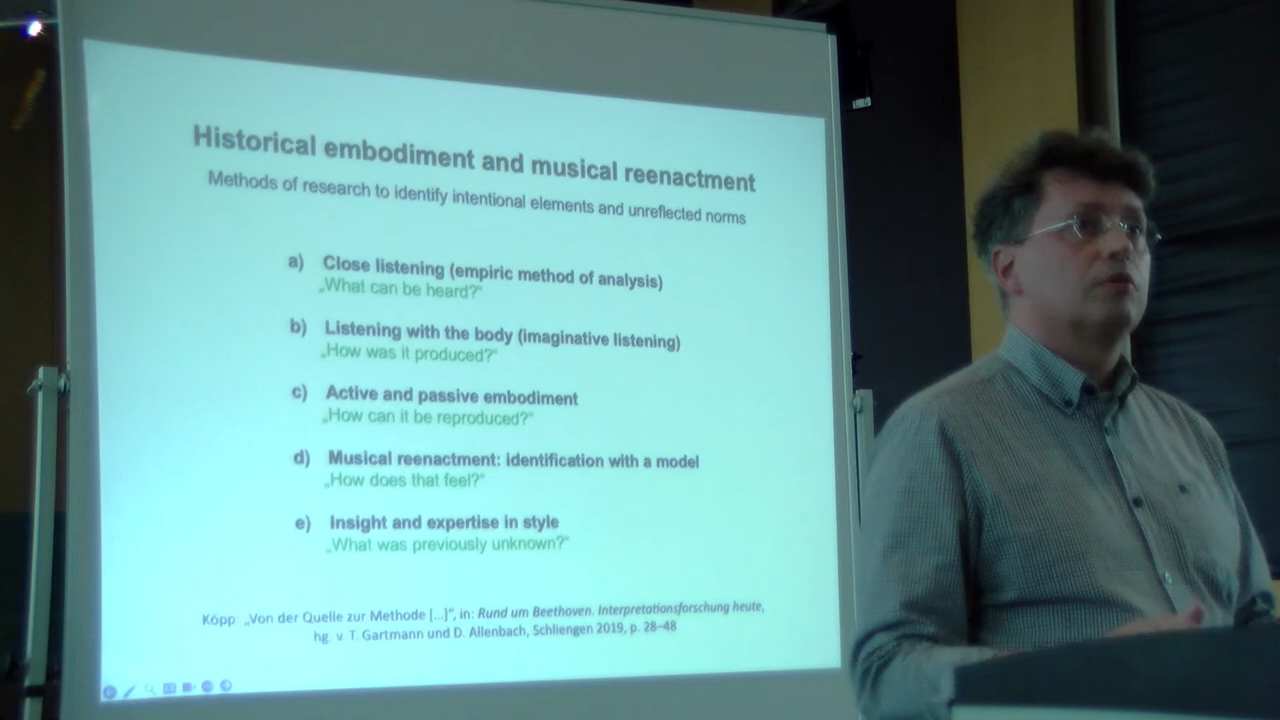 Historical embodiment and musical reenactment
Methods of research to identify intentional elements and unreflected norms
a) Close listening (empiric method of analysis)
„What can be heard?“
b) Listening with the body (imaginative listening)
„How was it produced?“
c) Active and passive embodiment
„How can it be reproduced?“
d) Musical reenactment: identification with a model
„How does that feel?“
e) Insight and expertise in style
„What was previously unknown?“
Köpp: „Von der Quelle zur Methode [...]“, in: Rund um Beethoven. Interpretationsforschung heute,
hg. v. T. Gartmann und D. Allenbach, Schliengen 2019, p. 28–48